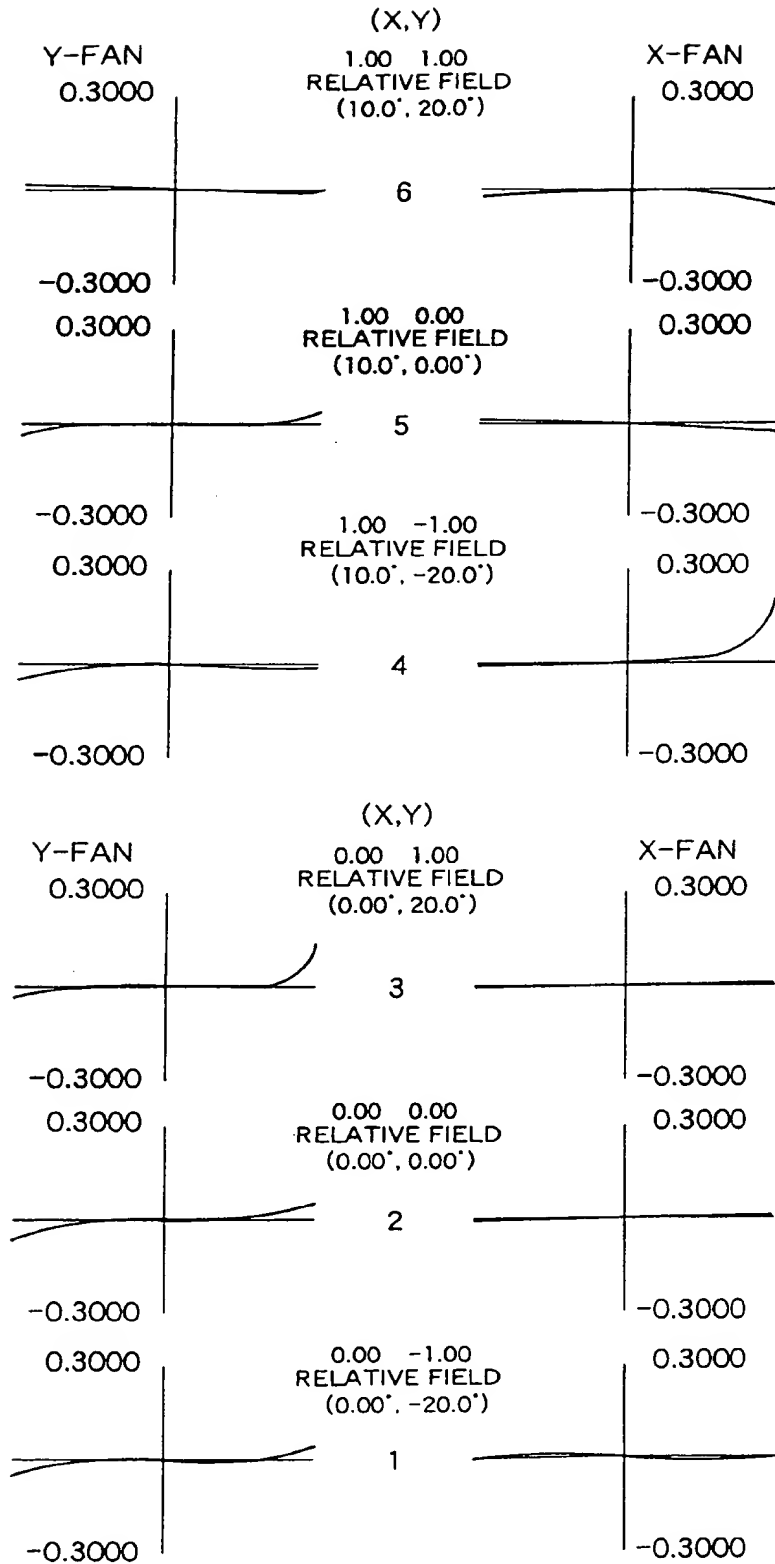 (X,Y)
Y-FAN 1.00 1.00 X-FAN
0.3000 RELATIVE FIELD 0.3000
(10.0°, 20.0°)
6
-0.3000 -0.3000
0.3000 1.00 0.00 0.3000
RELATIVE FIELD
(10.0°, 0.00°)
5
-0.3000 1.00 -1.00 -0.3000
RELATIVE FIELD
0.3000 (10.0°, -20.0°) 0.3000
4
-0.3000 -0.3000
(X,Y)
Y-FAN 0.00 1.00 X-FAN
0.3000 RELATIVE FIELD 0.3000
(0.00°, 20.0°)
3
-0.3000 -0.3000
0.3000 0.00 0.00 0.3000
RELATIVE FIELD
(0.00°, 0.00°)
2
-0.3000 -0.3000
0.3000 0.00 -1.00 0.3000
RELATIVE FIELD
(0.00°, -20.0°)
1
-0.3000 -0.3000